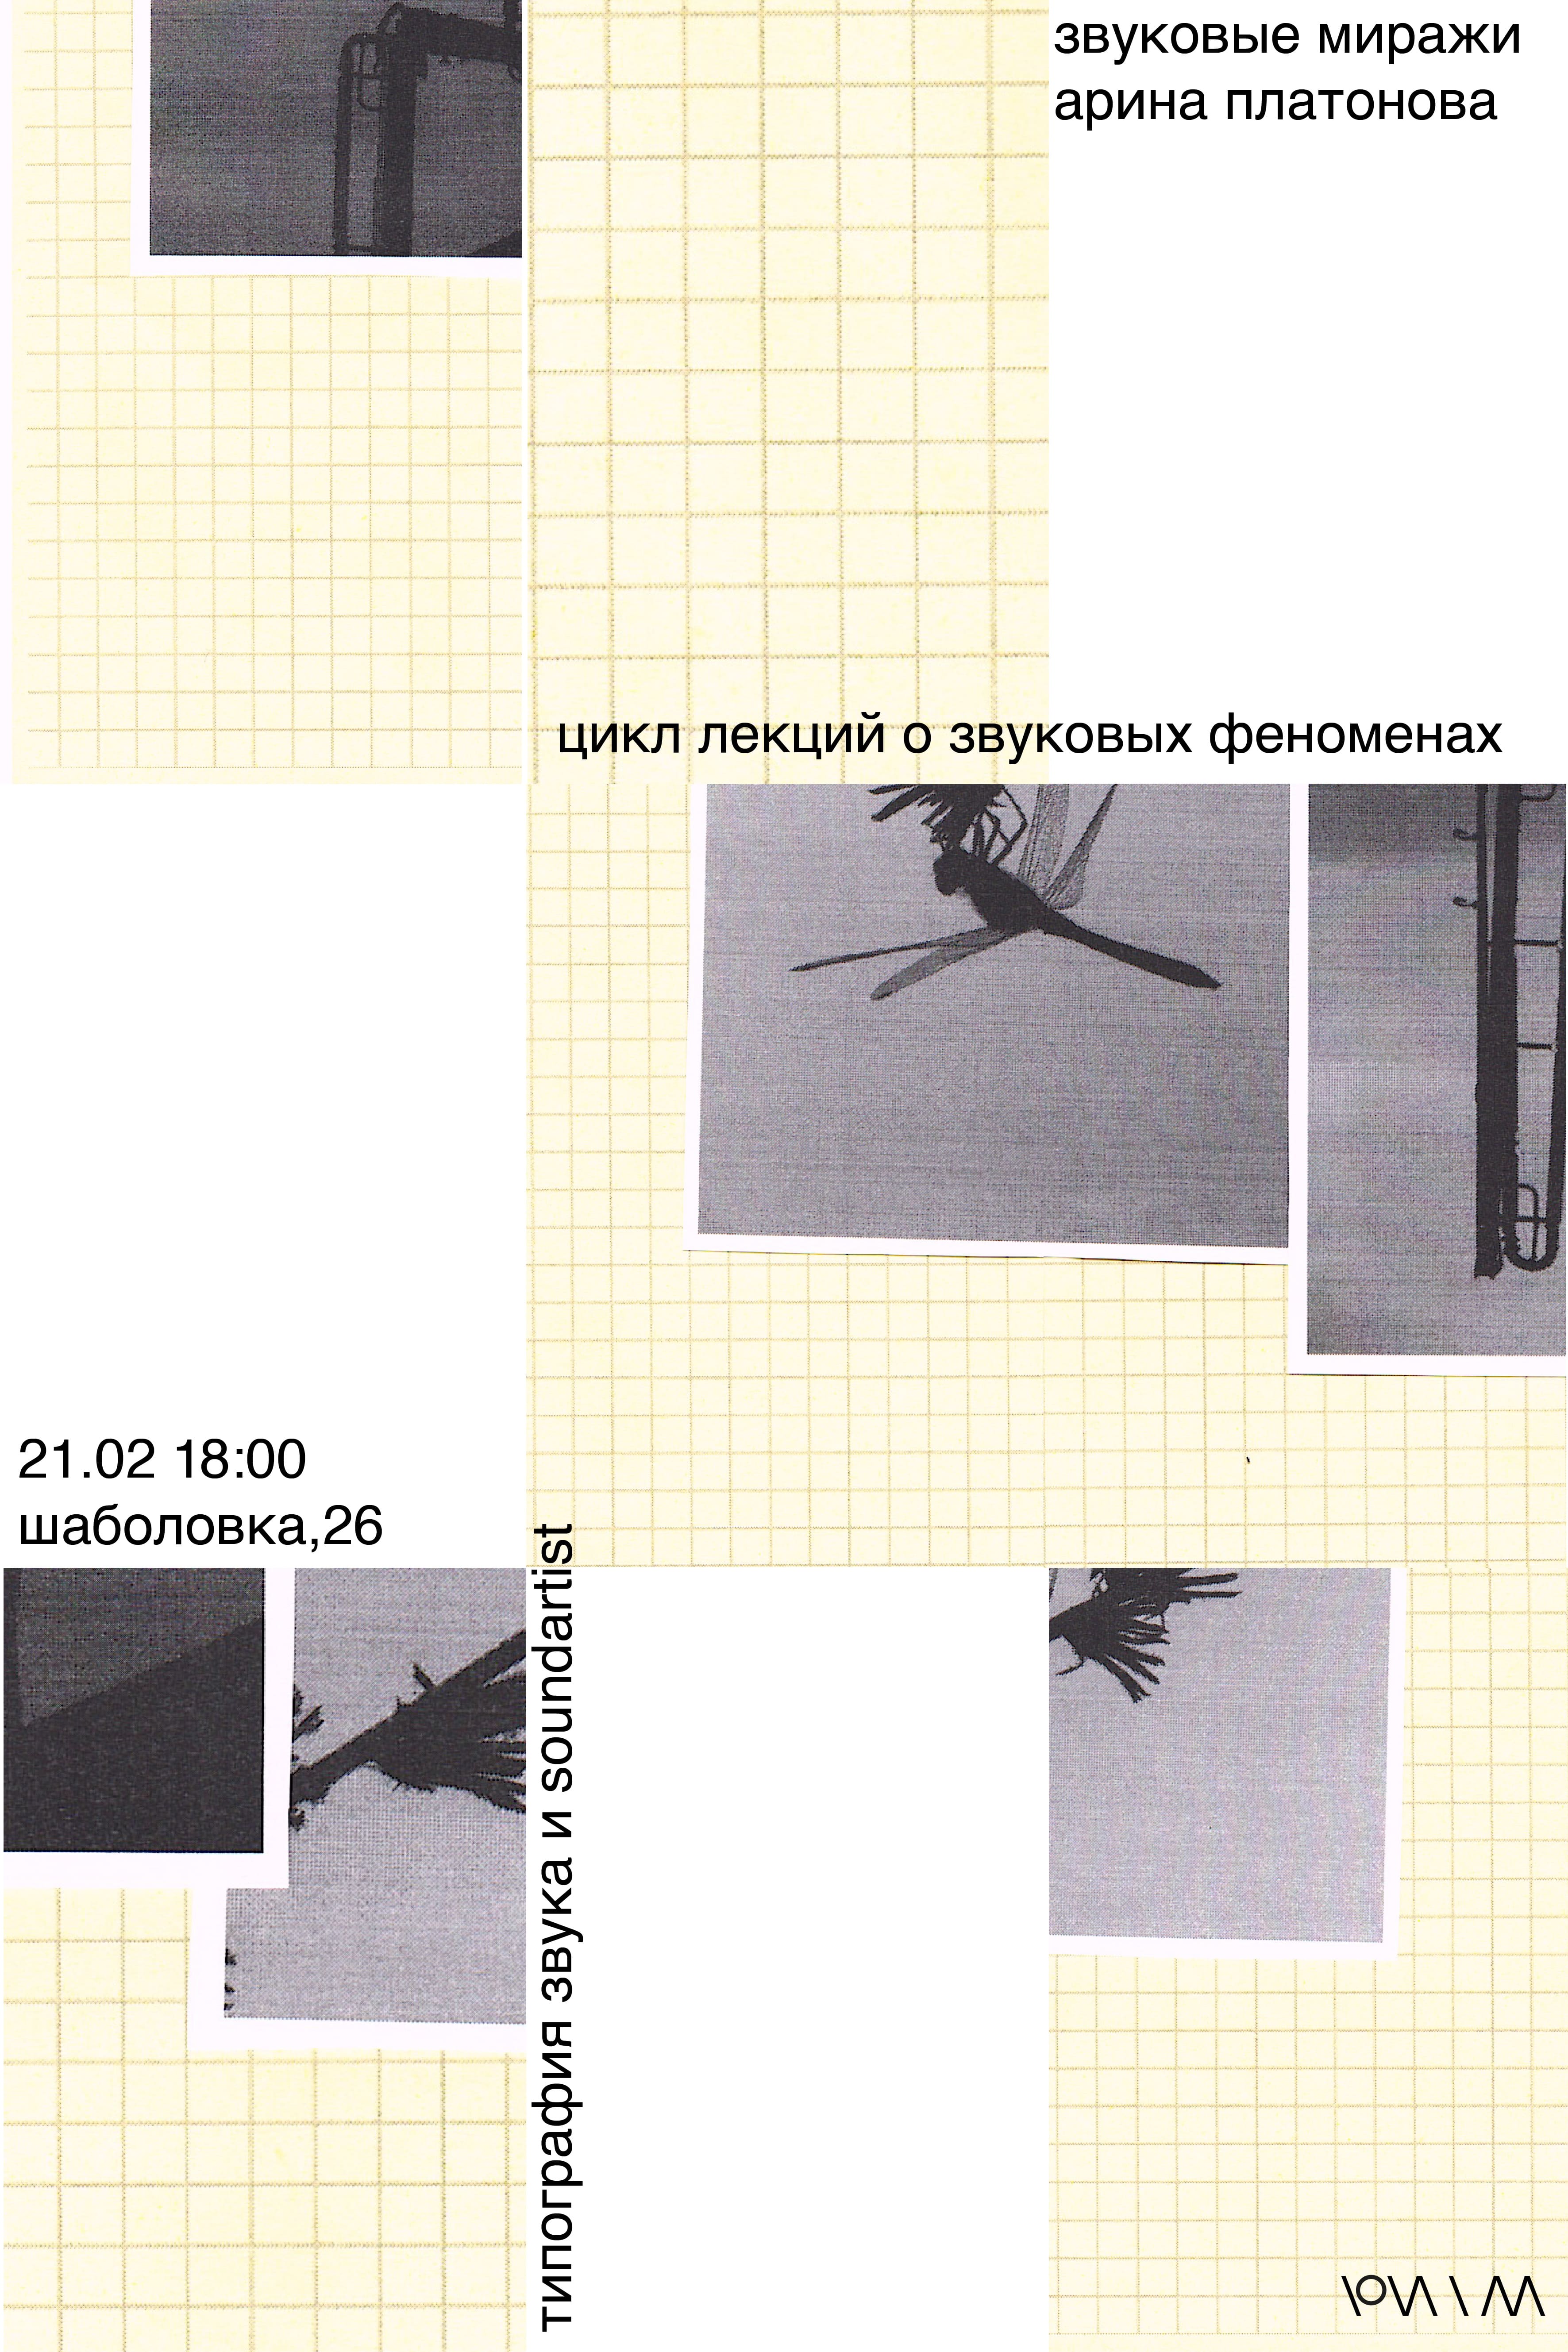 звуковые миражи
арина платонова
цикл лекций о звуковых феноменах
21.02 18:00
шаболовка,26
типография звука и soundartist